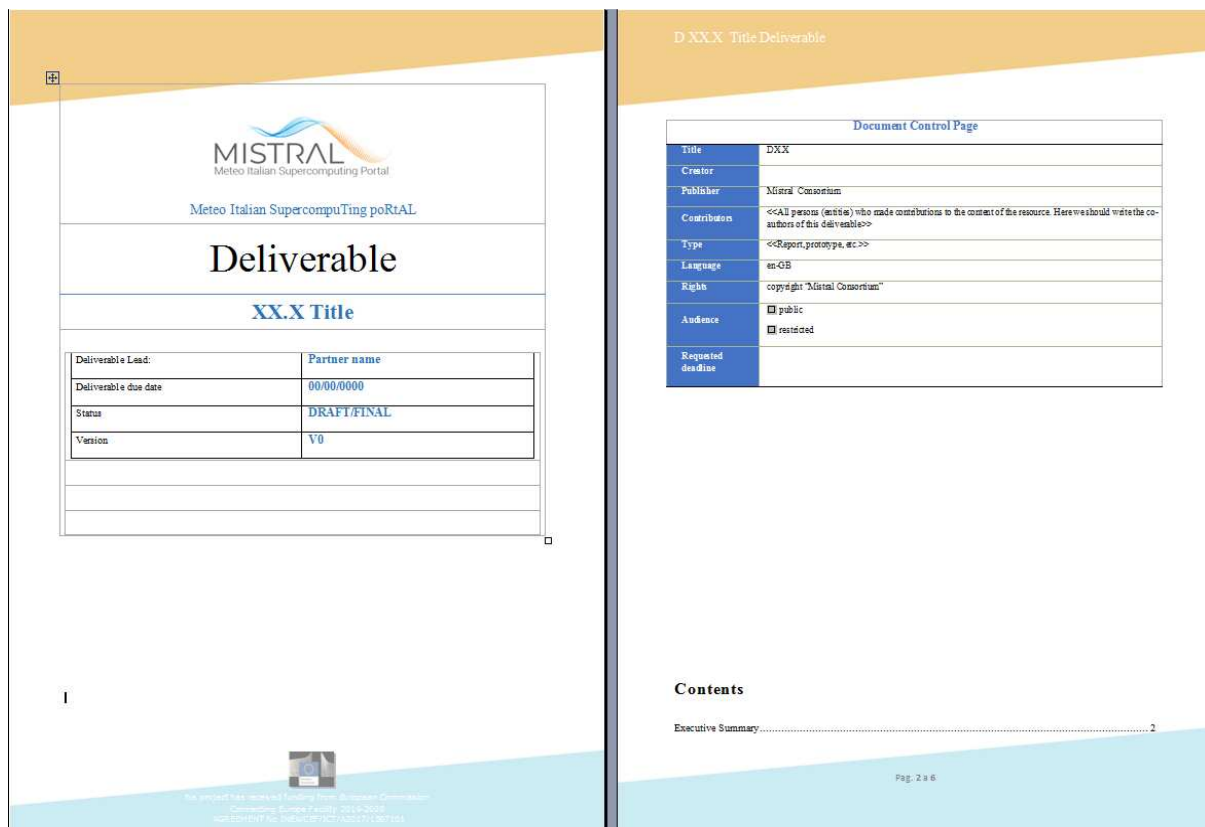 MISTRAL
Meteo Italian Supercomputing Portal
Meteo Italian SupercompuTing poRtAL
Deliverable
XX.X Title
Deliverable Lead: Partner name
Deliverable due date 00/00/0000
Status DRAFT/FINAL
Version V0
D XX.X Title Deliverable
Document Control Page
Title DX.X
Creator
Publisher Mistral Consortium
Contributors <<All persons (entities) who made contributions to the content of the resource. Here we should write the co-
authors of this deliverable>>
Type <<Report, prototype, etc.>>
Language en-GB
Rights copyright "Mistral Consortium"
Audience public
restricted
Requested
deadline
Contents
Executive Summary 2
Pag. 2 a 6